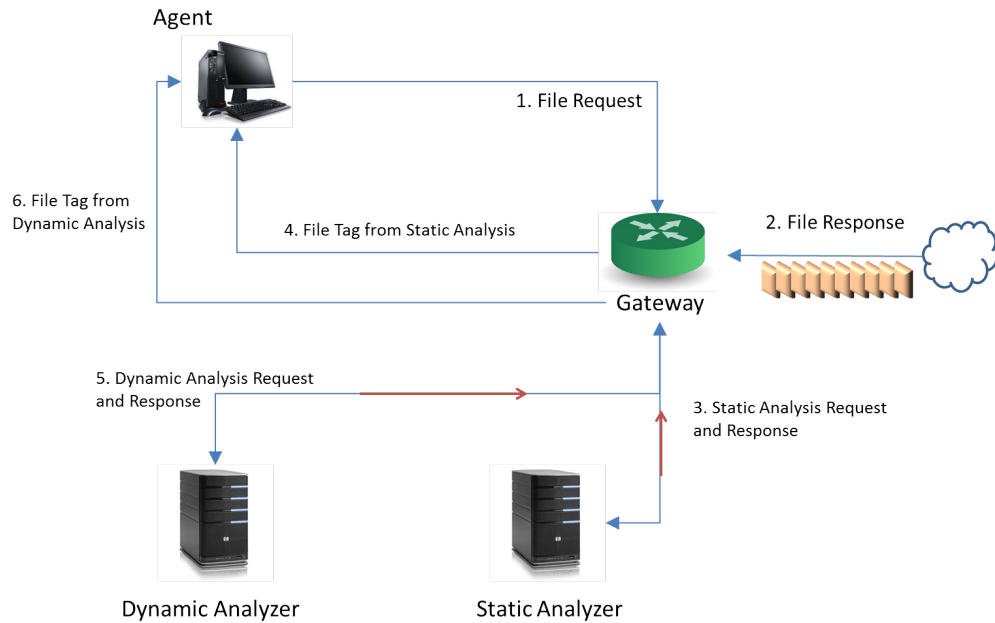 Agent
1. File Request
6. File Tag from
Dynamic Analysis
4. File Tag from Static Analysis
2. File Response
Gateway
5. Dynamic Analysis Request
and Response
3. Static Analysis Request
and Response
Dynamic Analyzer
Static Analyzer